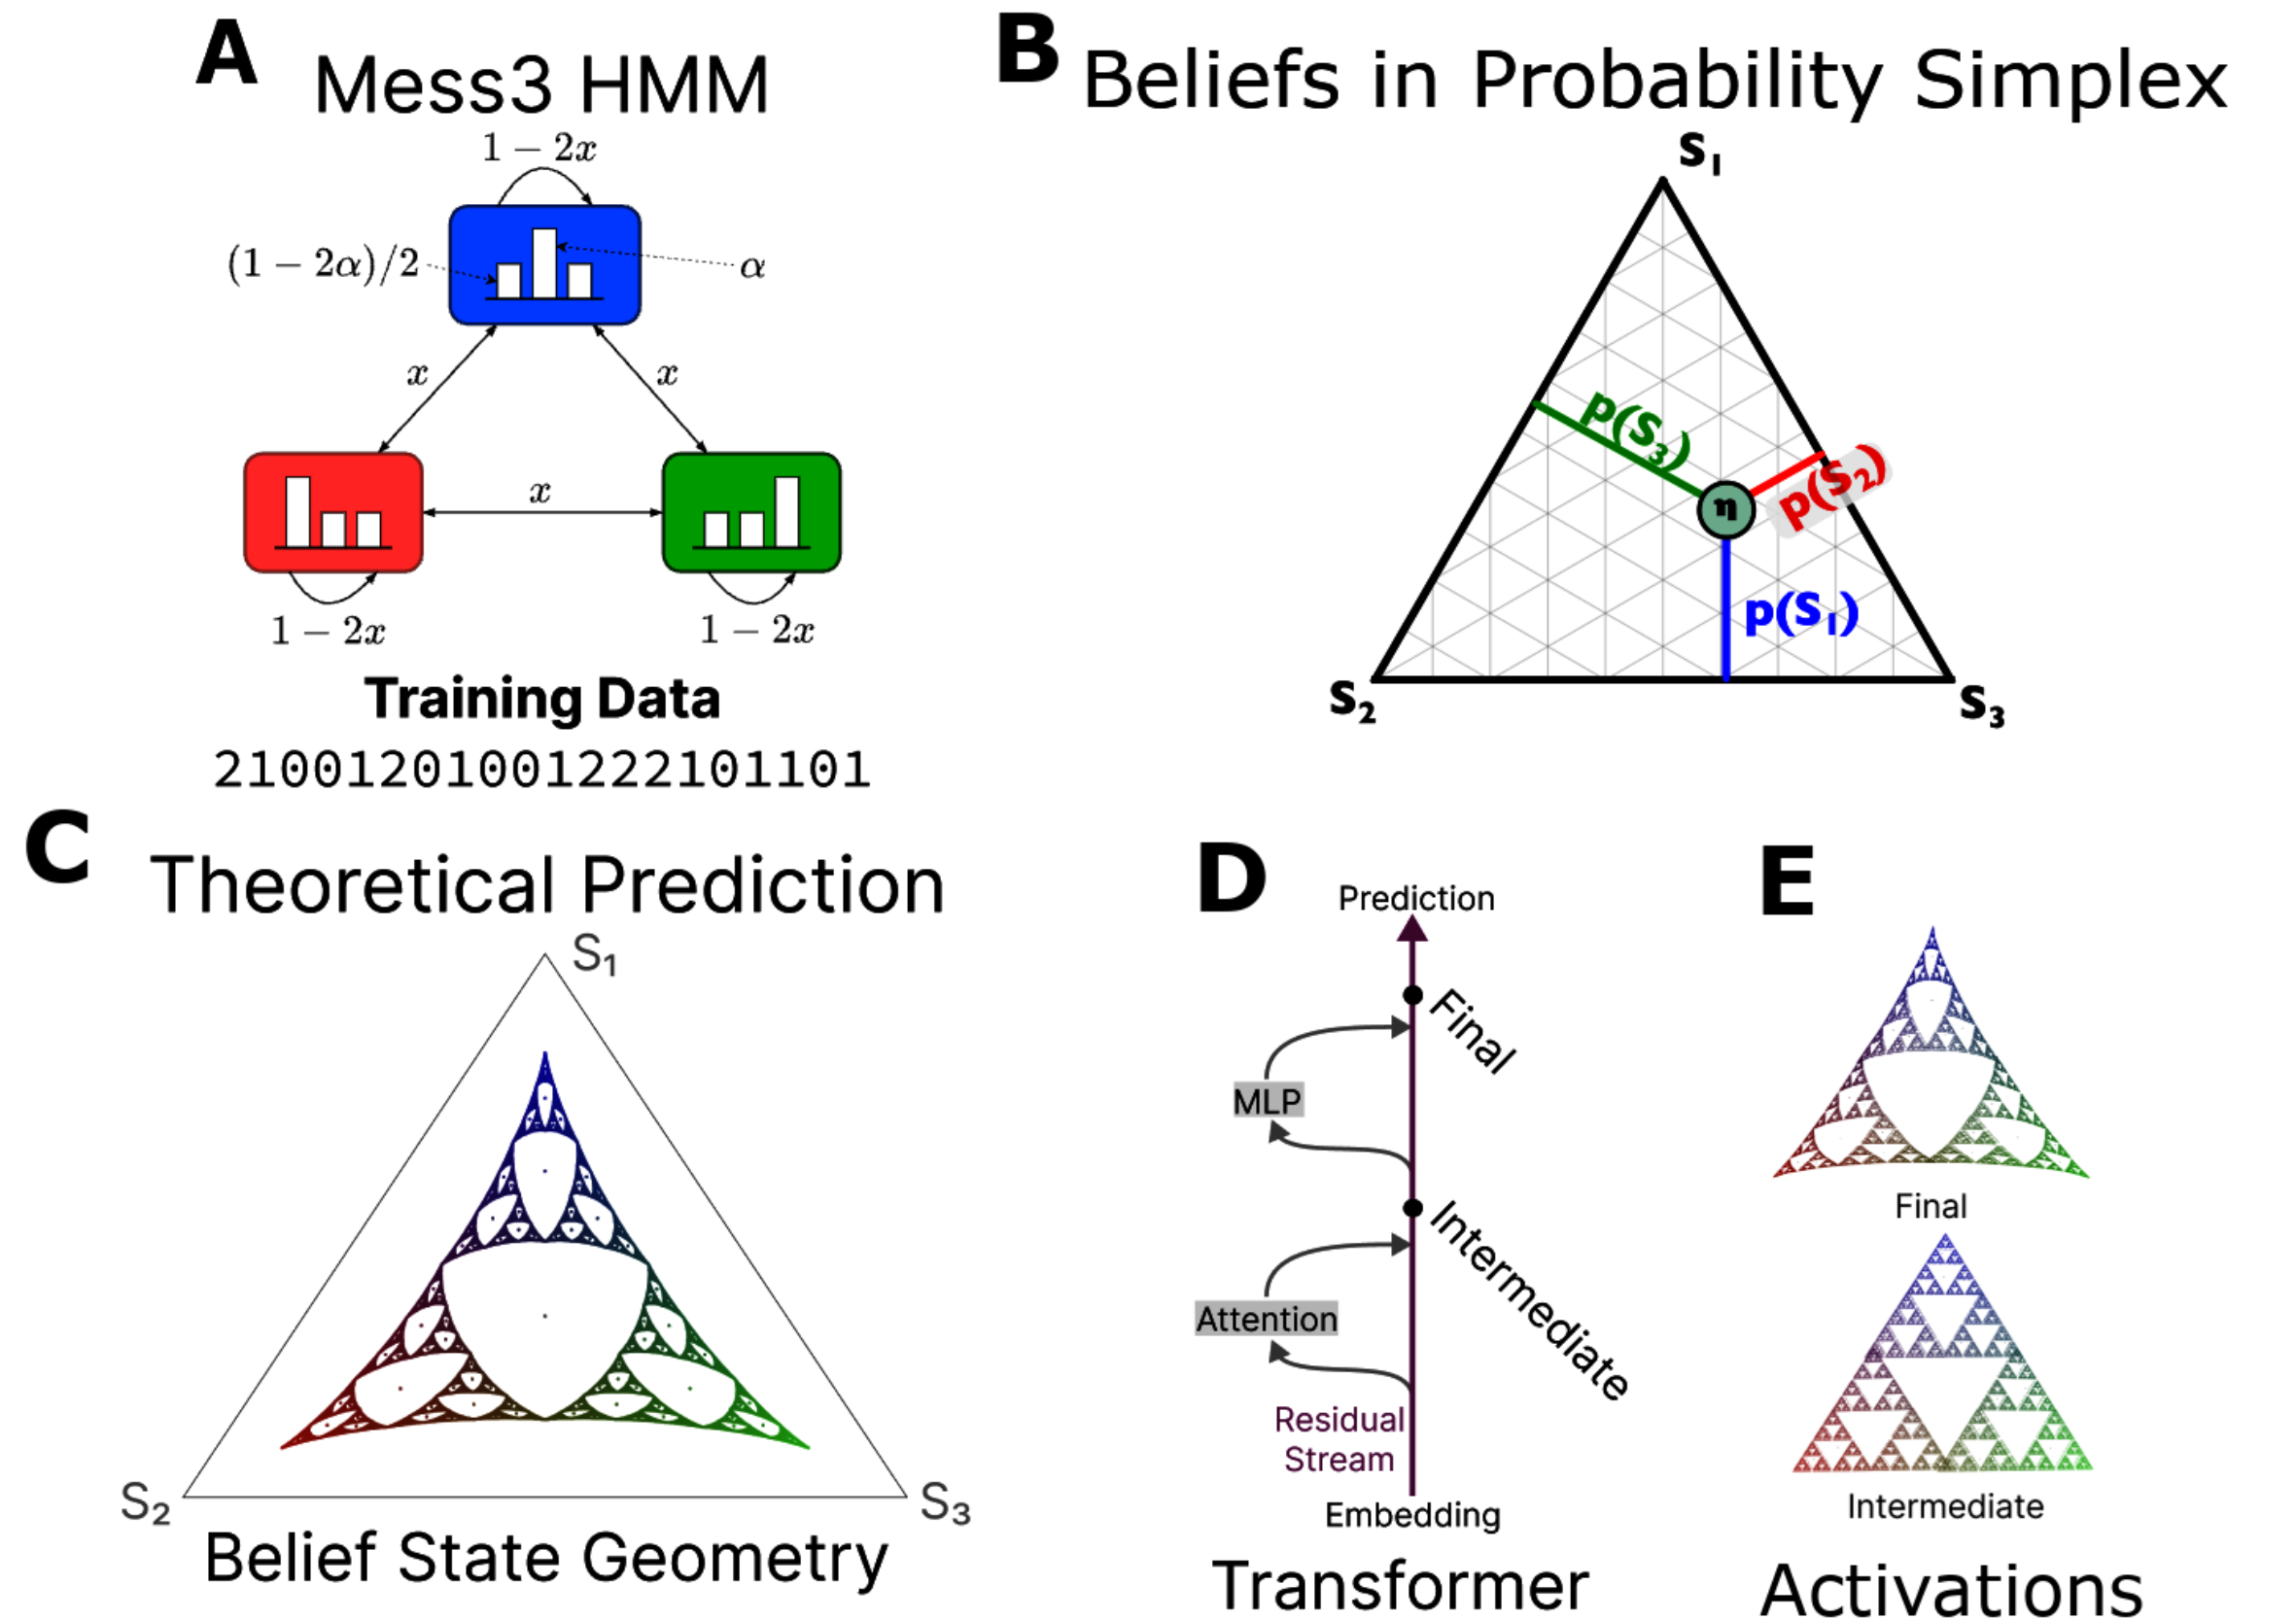 A
Mess3 HMM
1 − 2x
(1 − 2α)/2
α
x
x
x
1 − 2x
1 − 2x
Training Data
21001201001222101101
B
Beliefs in Probability Simplex
S₁
p(S₃)
p(S₂)
η
p(S₁)
S₂
S₃
C
Theoretical Prediction
S₁
S₂
S₃
Belief State Geometry
D
Prediction
Final
MLP
Intermediate
Attention
Residual
Stream
Embedding
Transformer
E
Final
Intermediate
Activations